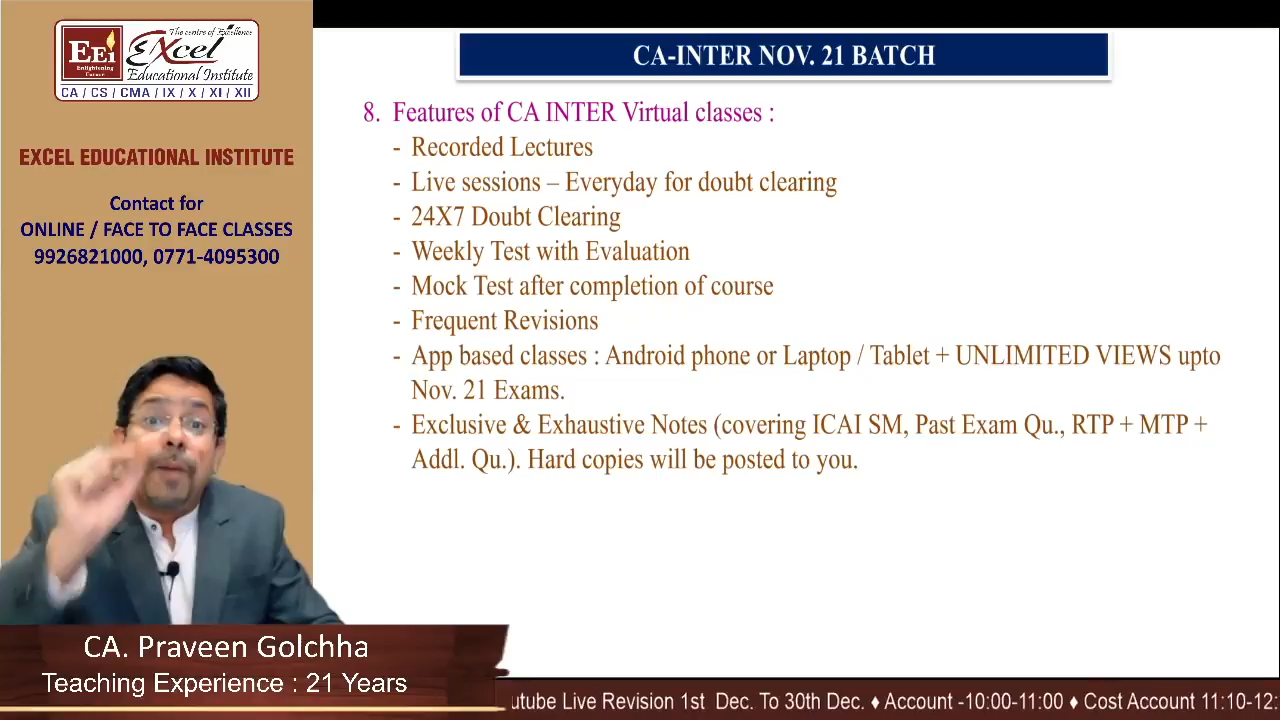 The centre of Excellence
EEi
Enlightening
Career
Excel
Educational Institute
CA / CS / CMA / IX / X / XI / XII
EXCEL EDUCATIONAL INSTITUTE
Contact for
ONLINE / FACE TO FACE CLASSES
9926821000, 0771-4095300
CA-INTER NOV. 21 BATCH
8. Features of CA INTER Virtual classes :
- Recorded Lectures
- Live sessions – Everyday for doubt clearing
- 24X7 Doubt Clearing
- Weekly Test with Evaluation
- Mock Test after completion of course
- Frequent Revisions
- App based classes : Android phone or Laptop / Tablet + UNLIMITED VIEWS upto
Nov. 21 Exams.
- Exclusive & Exhaustive Notes (covering ICAI SM, Past Exam Qu., RTP + MTP +
Addl. Qu.). Hard copies will be posted to you.
CA. Praveen Golchha
Teaching Experience : 21 Years
utube Live Revision 1st Dec. To 30th Dec. ♦ Account -10:00-11:00 ♦ Cost Account 11:10-12: